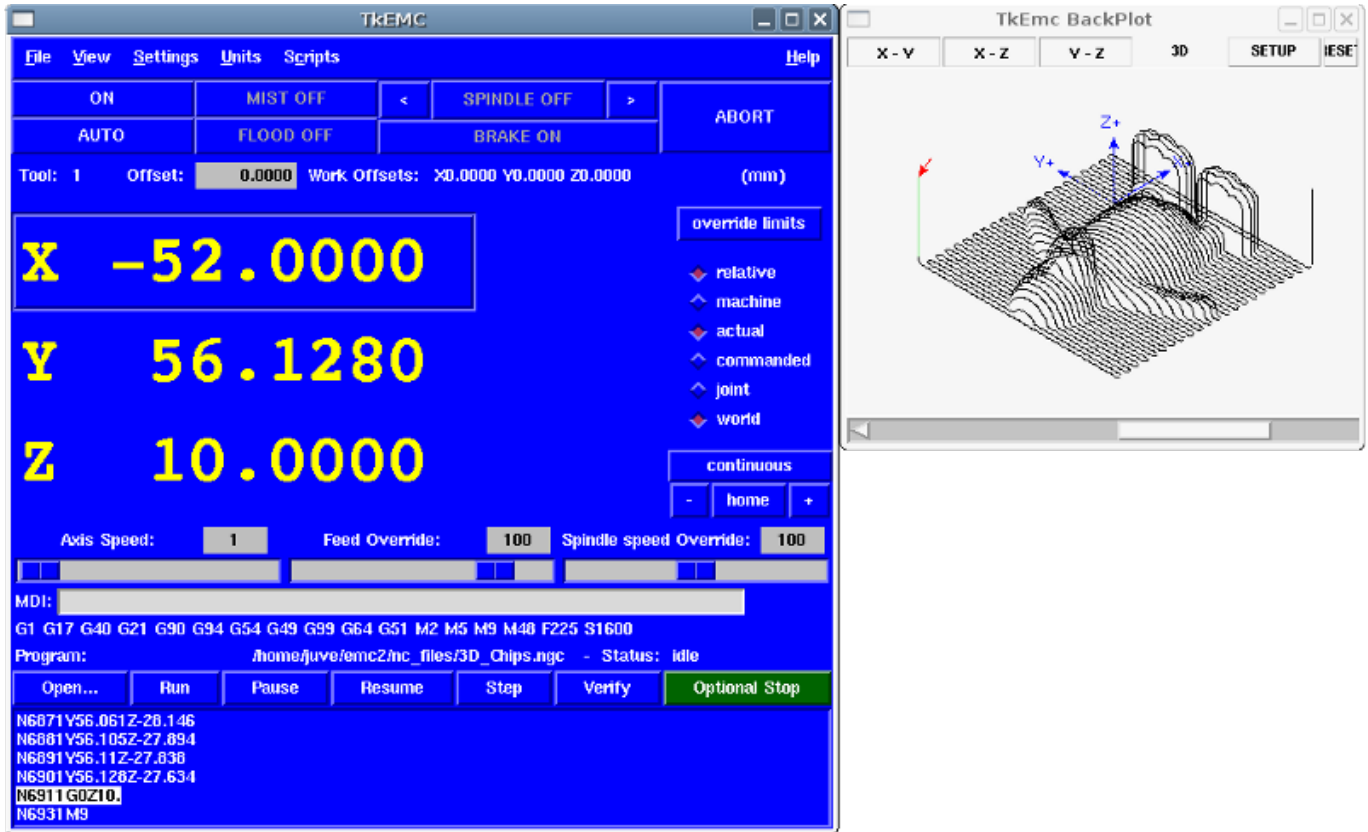 TkEMC
File View Settings Units Scripts Help
ON MIST OFF < SPINDLE OFF > ABORT
AUTO FLOOD OFF BRAKE ON
Tool: 1 Offset: 0.0000 Work Offsets: X0.0000 Y0.0000 Z0.0000 (mm)
override limits
X -52.0000
relative
machine
actual
Y 56.1280
commanded
joint
world
Z 10.0000
continuous
- home +
Axis Speed: 1 Feed Override: 100 Spindle speed Override: 100
MDI:
G1 G17 G40 G21 G90 G94 G54 G49 G99 G64 G51 M2 M5 M9 M48 F225 S1600
Program: /home/juve/emc2/nc_files/3D_Chips.ngc - Status: idle
Open... Run Pause Resume Step Verify Optional Stop
N6871Y56.061Z-28.146
N6881Y56.105Z-27.894
N6891Y56.11Z-27.838
N6901Y56.128Z-27.634
N6911G0Z10.
N6931M9
TkEmc BackPlot
X - Y X - Z Y - Z 3D SETUP
Z+
Y+ X+